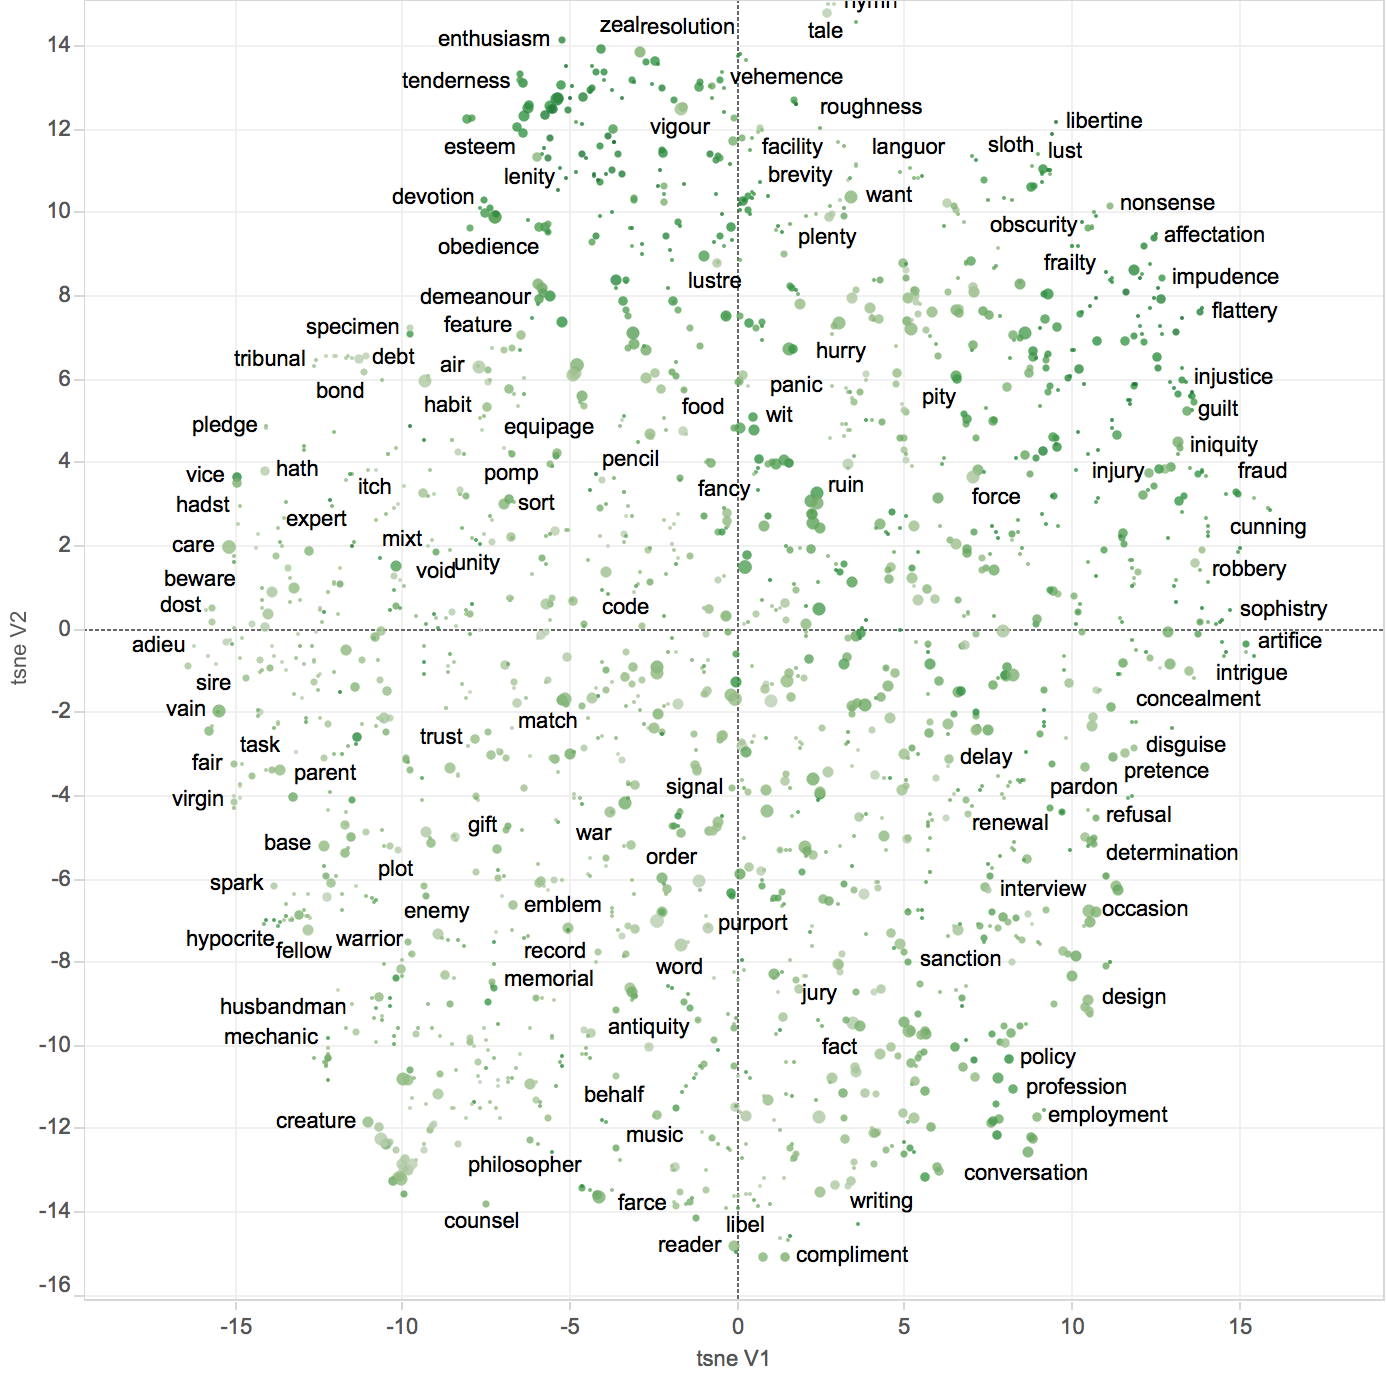 hymn
tale
zeal resolution
enthusiasm
14
tenderness
vehemence
roughness
libertine
12
vigour
esteem
facility
languor
sloth
lust
lenity
brevity
devotion
want
nonsense
10
obscurity
affectation
obedience
plenty
frailty
impudence
lustre
8
demeanour
flattery
specimen
feature
tribunal
debt
air
hurry
6
bond
panic
injustice
habit
food
wit
pity
guilt
pledge
equipage
iniquity
4
vice
hath
pomp
pencil
injury
fraud
itch
fancy
ruin
force
hadst
sort
expert
cunning
2
care
mixt
void
unity
robbery
beware
dost
code
sophistry
0
adieu
artifice
sire
intrigue
concealment
tsne V2
-2
vain
match
task
trust
disguise
fair
delay
parent
pretence
signal
pardon
-4
virgin
refusal
gift
war
renewal
base
order
determination
plot
-6
spark
interview
enemy
emblem
occasion
purport
hypocrite
fellow
warrior
record
-8
word
sanction
memorial
jury
design
husbandman
antiquity
mechanic
-10
fact
policy
behalf
profession
employment
-12
creature
music
philosopher
conversation
farce
writing
-14
counsel
libel
reader
compliment
-16
-15
-10
-5
0
5
10
15
tsne V1